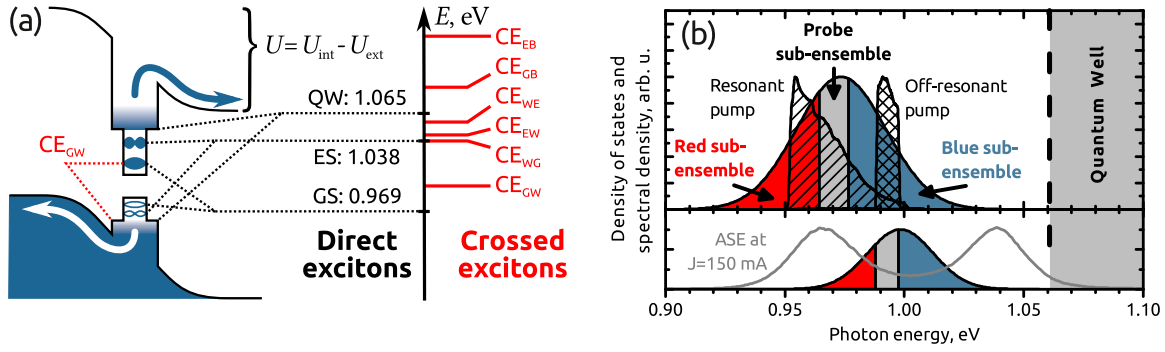 (a)
E, eV
U= U_int - U_ext
CE_EB
CE_GB
QW: 1.065
CE_WE
CE_EW
CE_GW
CE_WG
ES: 1.038
CE_GW
GS: 0.969
Direct
excitons
Crossed
excitons
(b)
Density of states and
spectral density, arb. u.
Probe
sub-ensemble
Resonant
pump
Off-resonant
pump
Red sub-
ensemble
Blue sub-
ensemble
Quantum Well
ASE at
J=150 mA
0.90 0.95 1.00 1.05 1.10
Photon energy, eV